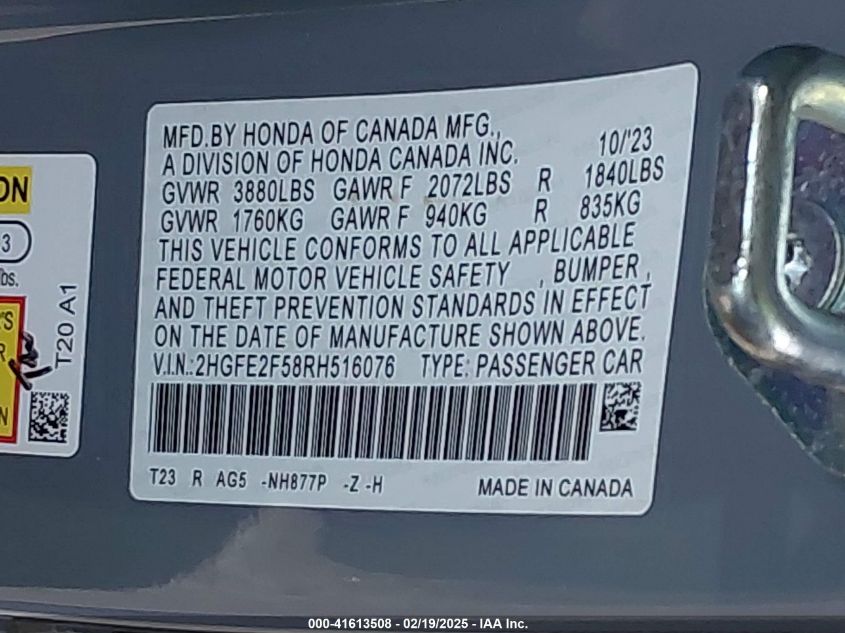 MFD.BY HONDA OF CANADA MFG., 10/'23
A DIVISION OF HONDA CANADA INC.
GVWR 3880LBS GAWR F 2072LBS R 1840LBS
GVWR 1760KG GAWR F 940KG R 835KG
THIS VEHICLE CONFORMS TO ALL APPLICABLE
FEDERAL MOTOR VEHICLE SAFETY , BUMPER ,
AND THEFT PREVENTION STANDARDS IN EFFECT
ON THE DATE OF MANUFACTURE SHOWN ABOVE.
V.I.N.:2HGFE2F58RH516076 TYPE: PASSENGER CAR
T23 R AG5 -NH877P -Z -H MADE IN CANADA
T20 A1
000-41613508 - 02/19/2025 - IAA Inc.